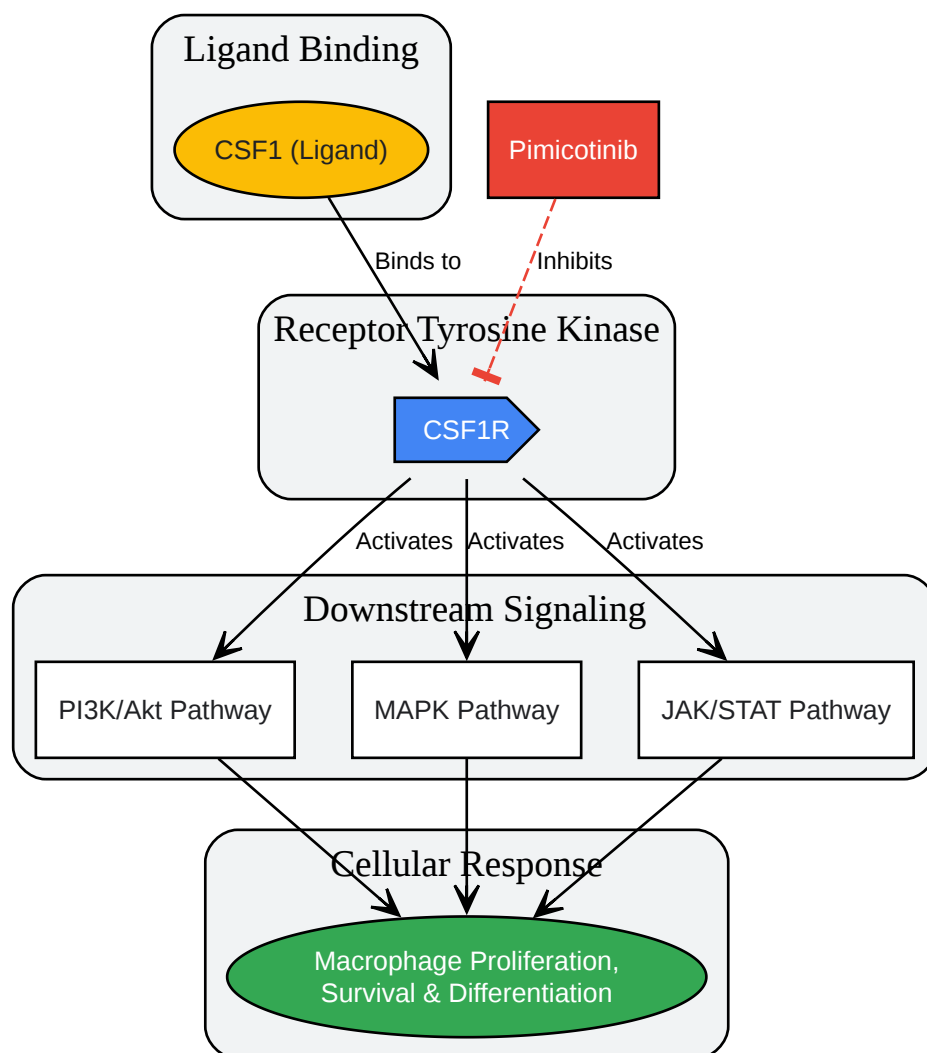 Ligand Binding
CSF1 (Ligand)
Pimicotinib
Binds to
Inhibits
Receptor Tyrosine Kinase
CSF1R
Activates
Activates
Activates
Downstream Signaling
PI3K/Akt Pathway
MAPK Pathway
JAK/STAT Pathway
Cellular Response
Macrophage Proliferation,
Survival & Differentiation